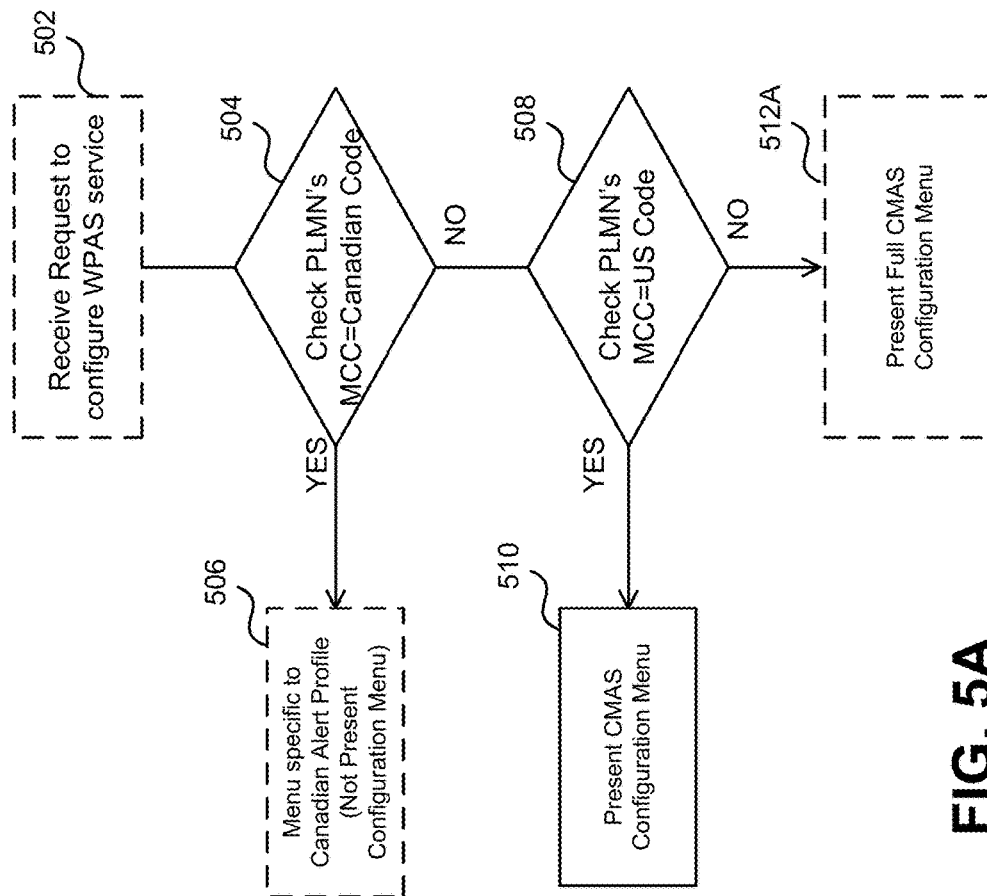 502
Receive Request to
configure WPAS service
504
Check PLMN's
MCC=Canadian Code
YES
NO
506
Menu specific to
Canadian Alert Profile
(Not Present
Configuration Menu)
508
Check PLMN's
MCC=US Code
YES
NO
510
Present CMAS
Configuration Menu
512A
Present Full CMAS
Configuration Menu
FIG. 5A